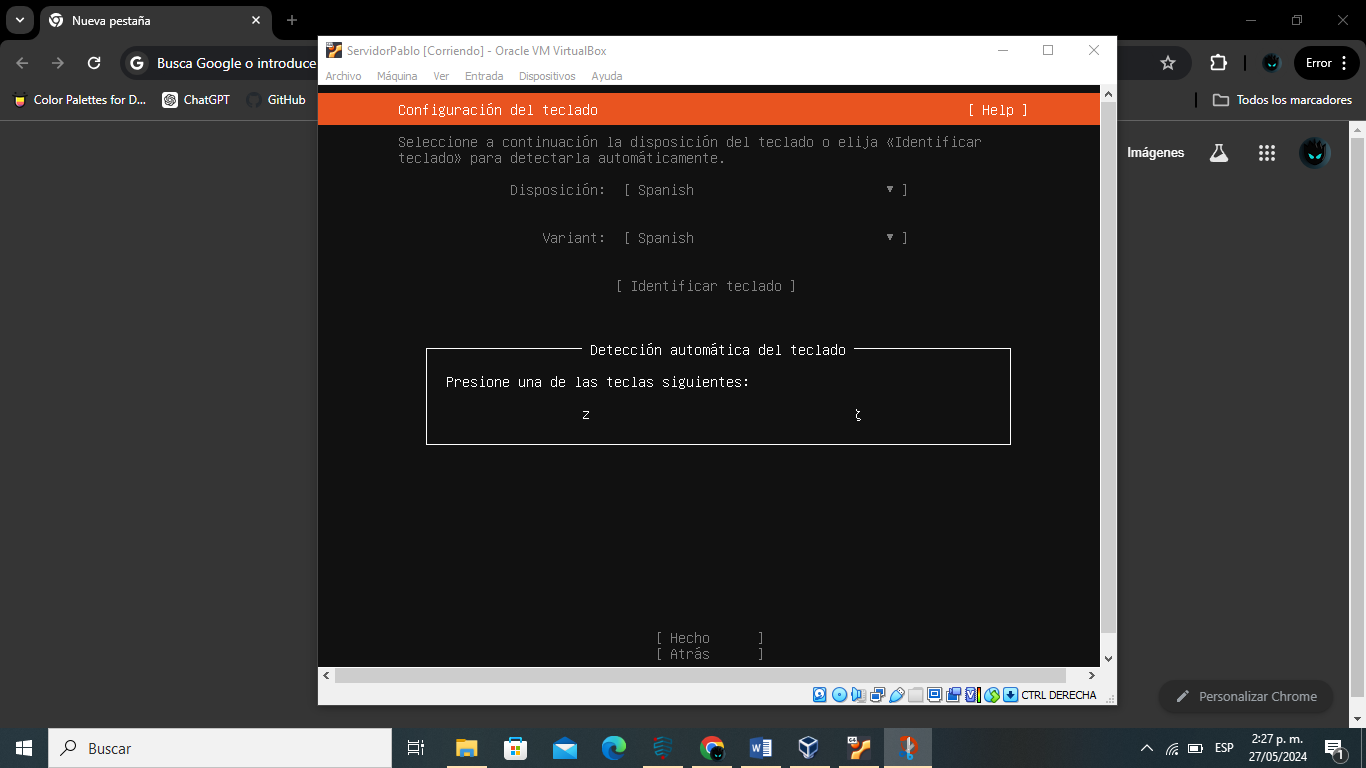 Nueva pestaña
ServidorPablo [Corriendo] - Oracle VM VirtualBox
Busca Google o introduce
Error
Archivo Máquina Ver Entrada Dispositivos Ayuda
Color Palettes for D... ChatGPT GitHub
Todos los marcadores
Configuración del teclado [ Help ]
Seleccione a continuación la disposición del teclado o elija «Identificar
teclado» para detectarla automáticamente.
Imágenes
Disposición: [ Spanish ▾ ]
Variant: [ Spanish ▾ ]
[ Identificar teclado ]
Detección automática del teclado
Presione una de las teclas siguientes:
z ζ
[ Hecho ]
[ Atrás ]
CTRL DERECHA
Personalizar Chrome
Buscar
ESP
2:27 p. m.
27/05/2024
1